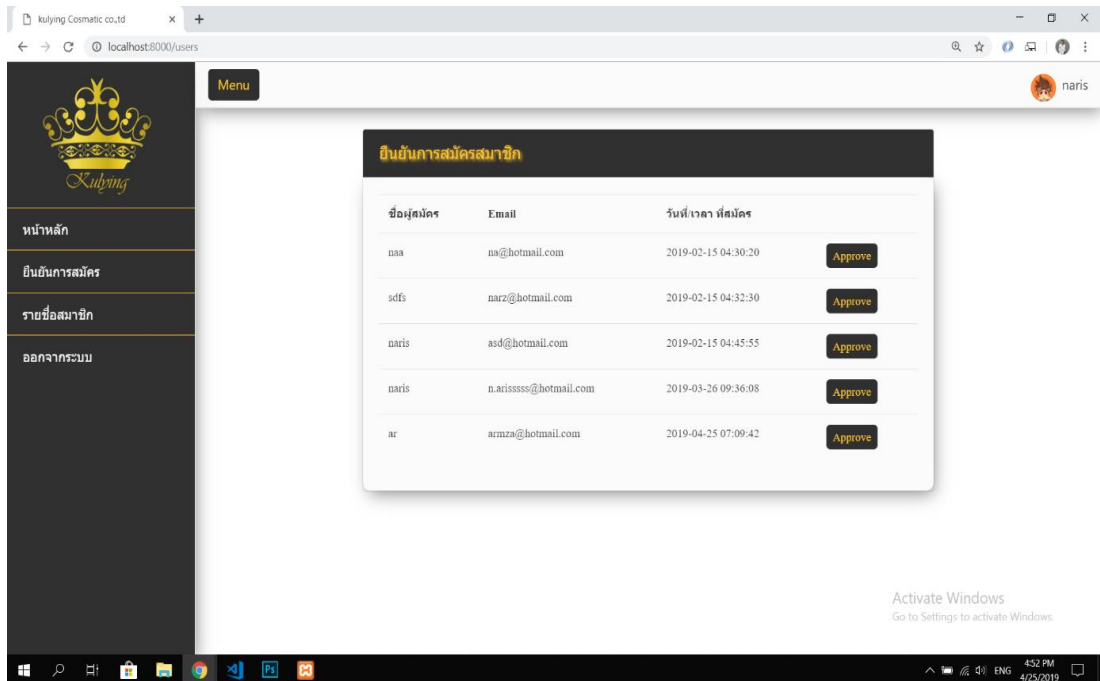 kulying Cosmatic co.,td
localhost:8000/users
Kulying
Menu
naris
หน้าหลัก
ยืนยันการสมัคร
รายชื่อสมาชิก
ออกจากระบบ
ยืนยันการสมัครสมาชิก
ชื่อผู้สมัคร Email วันที่/เวลา ที่สมัคร
naa na@hotmail.com 2019-02-15 04:30:20 Approve
sdfs narz@hotmail.com 2019-02-15 04:32:30 Approve
naris asd@hotmail.com 2019-02-15 04:45:55 Approve
naris n.arisssss@hotmail.com 2019-03-26 09:36:08 Approve
ar armza@hotmail.com 2019-04-25 07:09:42 Approve
Activate Windows
Go to Settings to activate Windows.
Ps
ENG
4:52 PM
4/25/2019